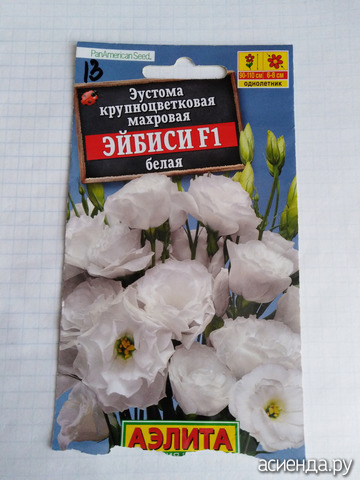 PanAmerican Seed
13
Эустома
крупноцветковая
махровая
ЭЙБИСИ F1
белая
90-110 см 6-8 см
однолетник
АЭЛИТА
асиенда.ру